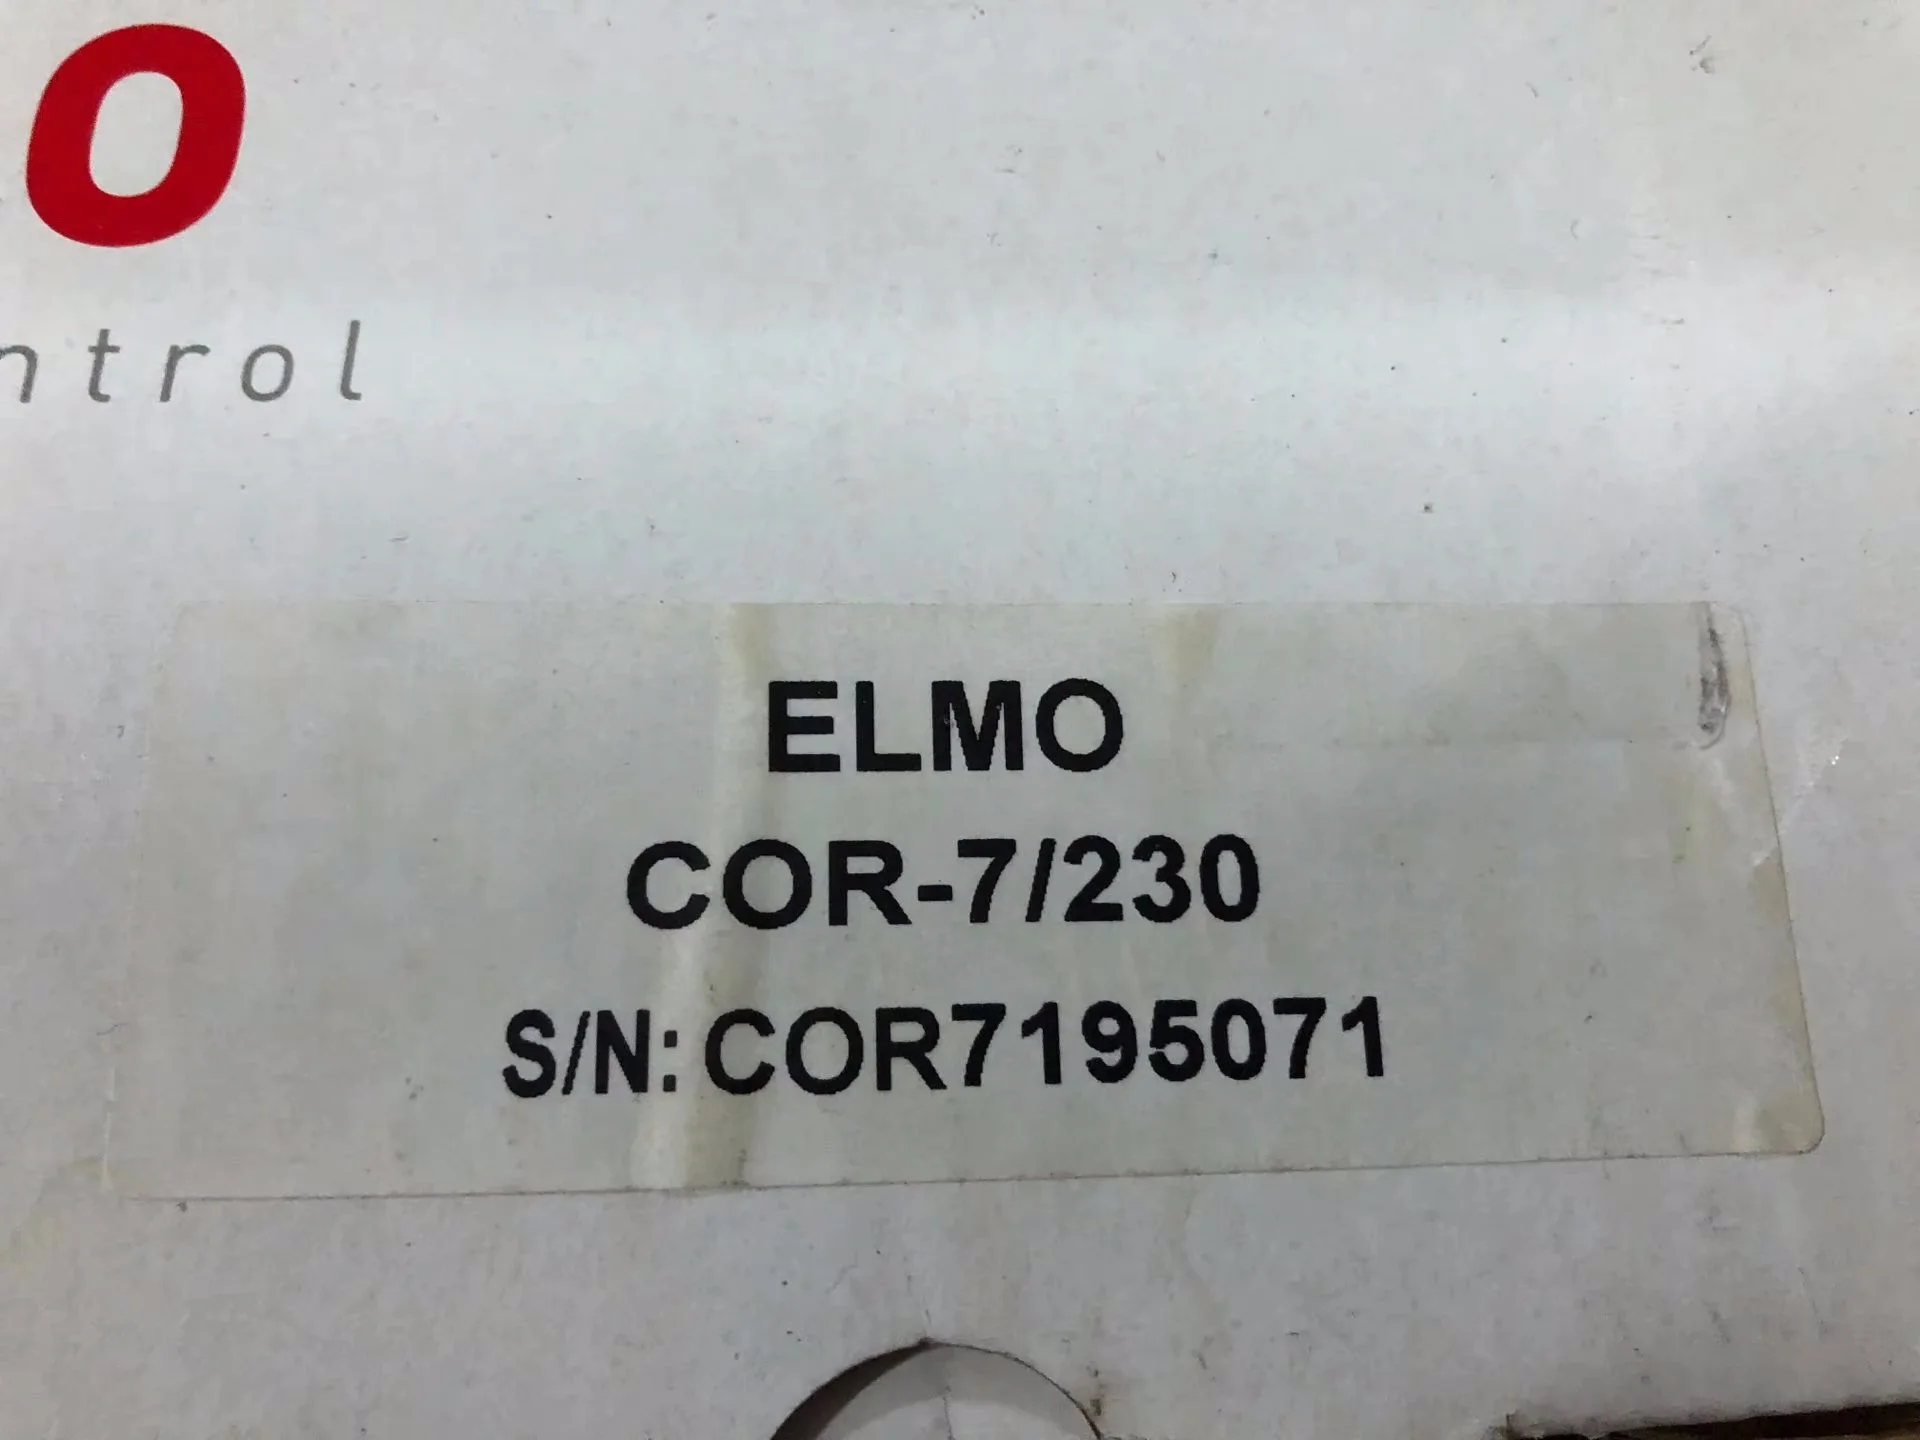 o
ntrol
ELMO
COR-7/230
S/N: COR7195071